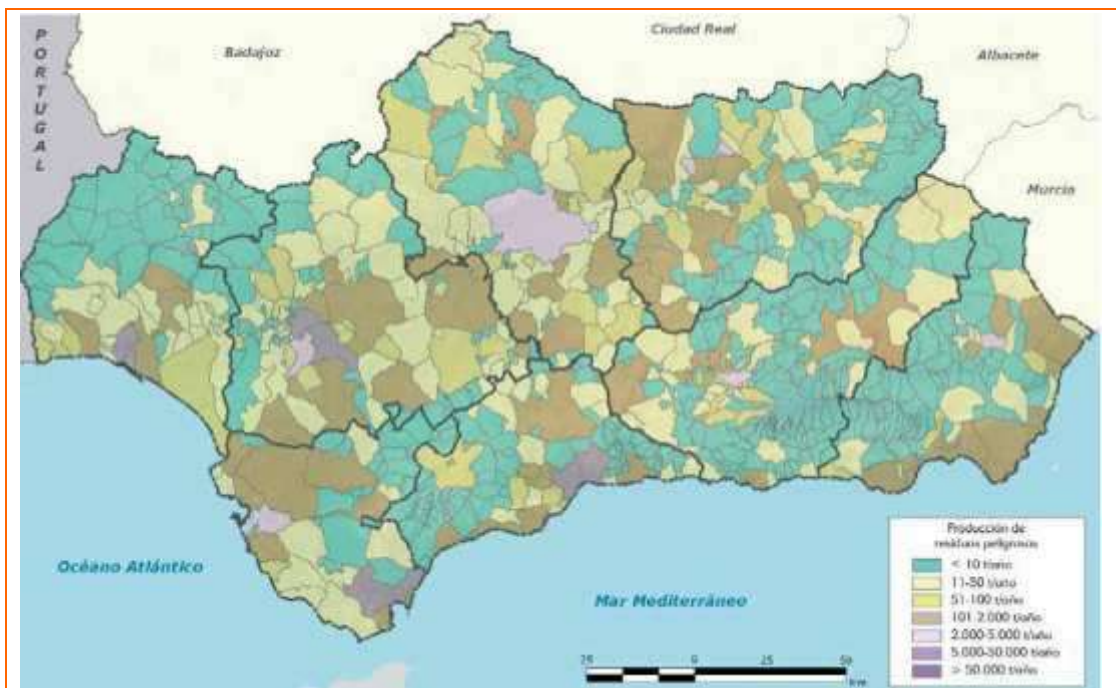 PORTUGAL
Badajoz
Ciudad Real
Albacete
Murcia
Océano Atlántico
Mar Mediterráneo
Producción de
residuos peligrosos
< 10 t/año
11-50 t/año
51-100 t/año
101-2.000 t/año
2.000-5.000 t/año
5.000-50.000 t/año
> 50.000 t/año
25 0 25 50